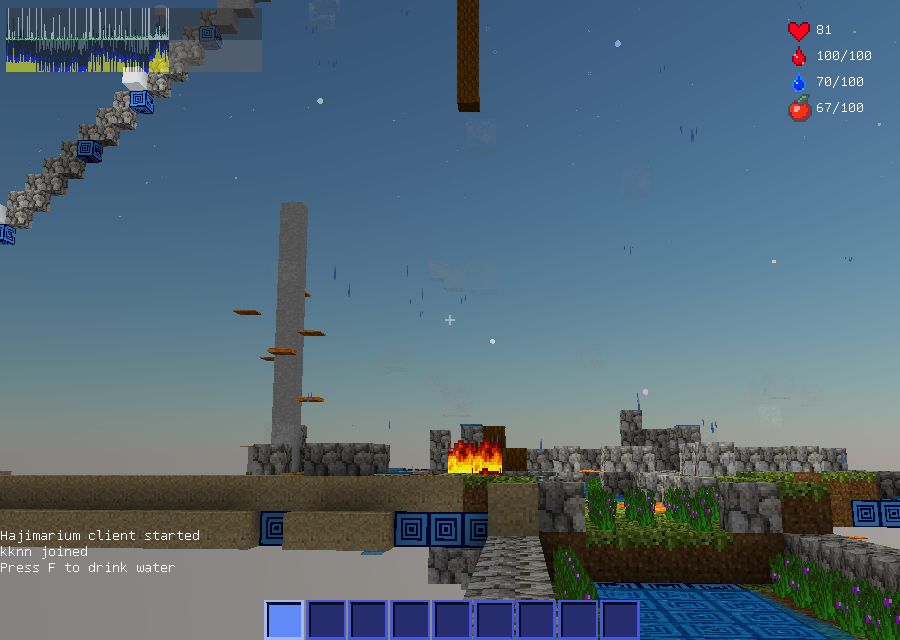 81
100/100
70/100
67/100
Hajimarium client started
kknn joined
Press F to drink water